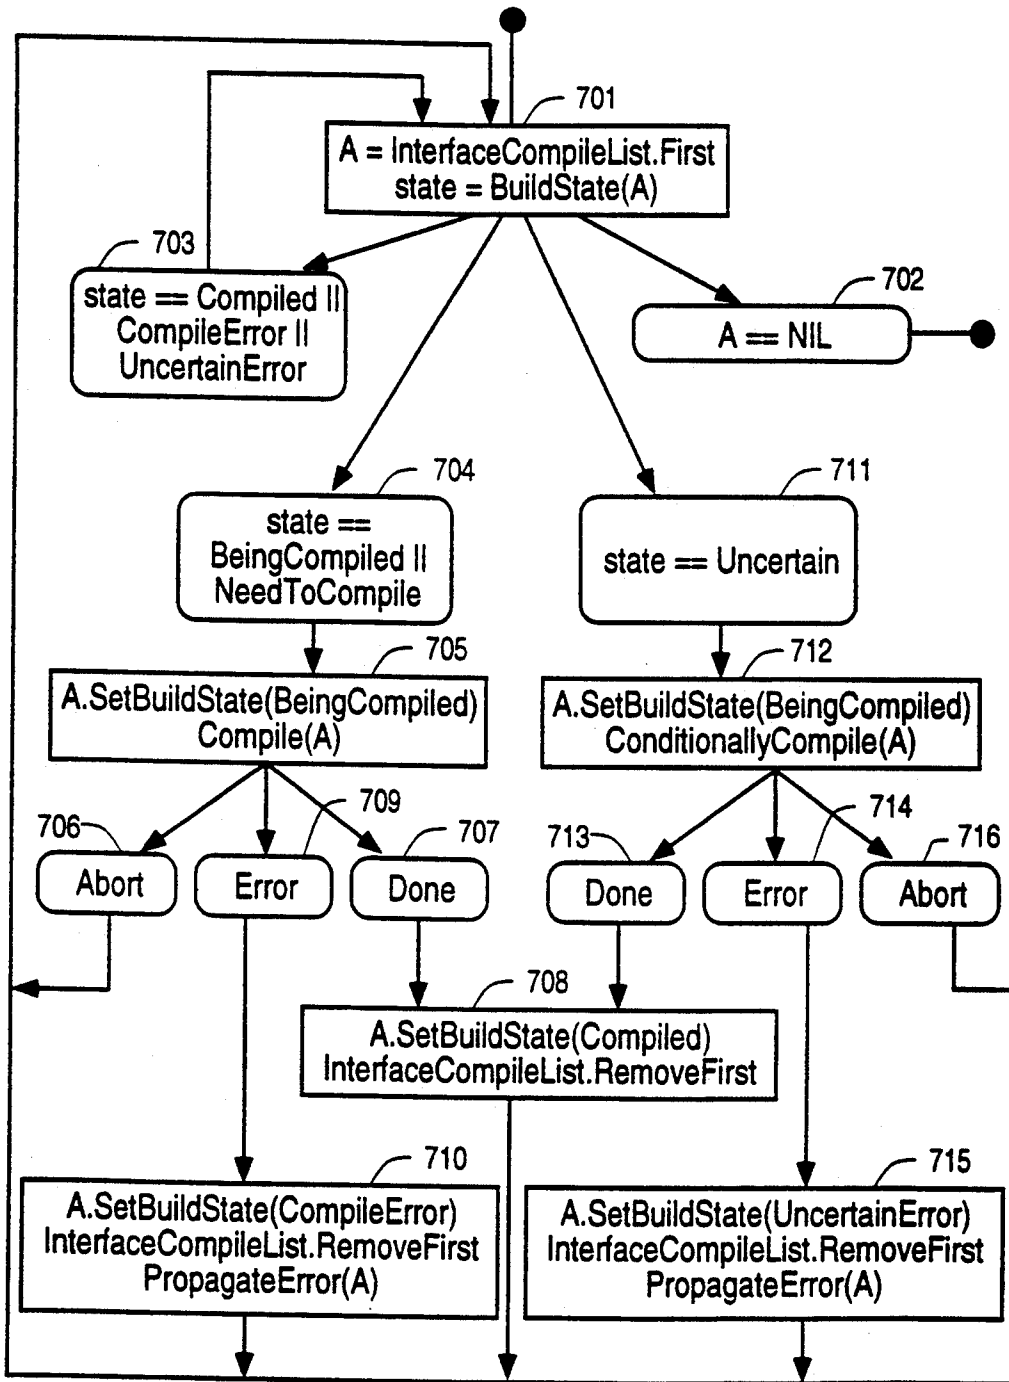 701
A = InterfaceCompileList.First
state = BuildState(A)
703
state == Compiled ||
CompileError ||
UncertainError
702
A == NIL
704
state ==
BeingCompiled ||
NeedToCompile
711
state == Uncertain
705
A.SetBuildState(BeingCompiled)
Compile(A)
712
A.SetBuildState(BeingCompiled)
ConditionallyCompile(A)
706
Abort
709
Error
707
Done
713
Done
714
Error
716
Abort
708
A.SetBuildState(Compiled)
InterfaceCompileList.RemoveFirst
710
A.SetBuildState(CompileError)
InterfaceCompileList.RemoveFirst
PropagateError(A)
715
A.SetBuildState(UncertainError)
InterfaceCompileList.RemoveFirst
PropagateError(A)